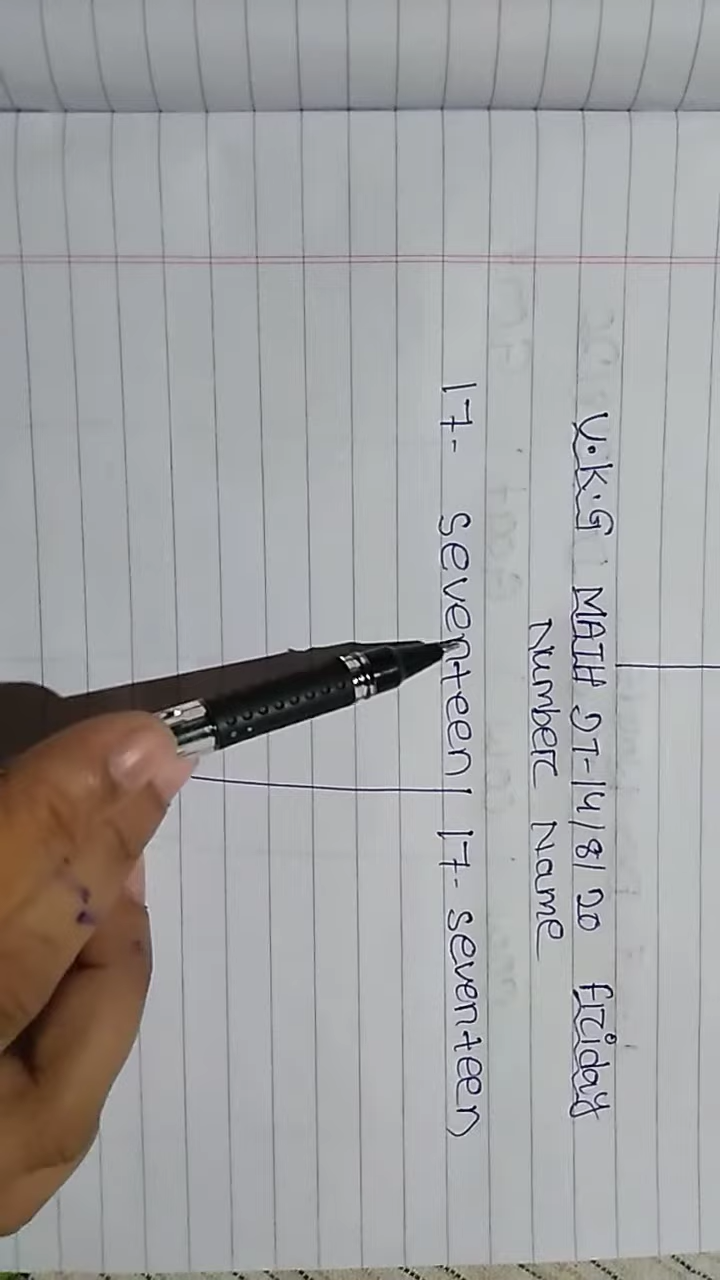 U.K.G MATH DT-14/8/20 friday
Number Name
17- seventeen 17- seventeen